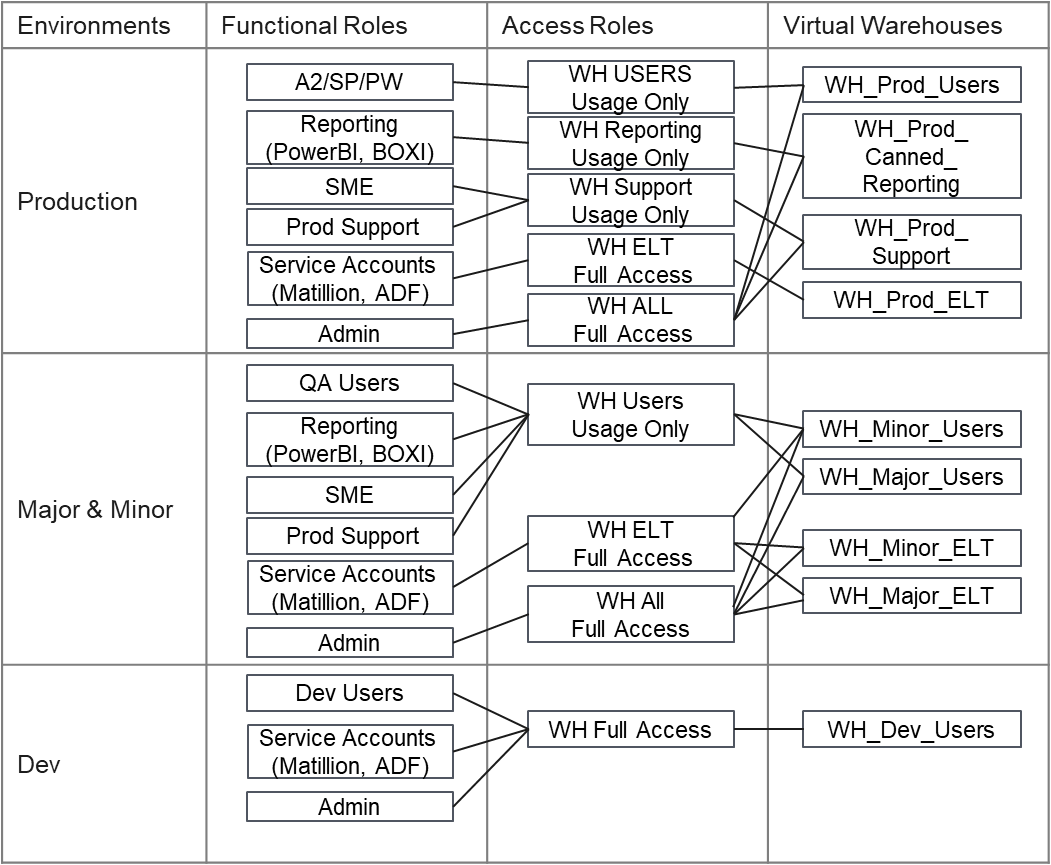 Environments
Functional Roles
Access Roles
Virtual Warehouses
Production
A2/SP/PW
Reporting
(PowerBI, BOXI)
SME
Prod Support
Service Accounts
(Matillion, ADF)
Admin
WH USERS
Usage Only
WH Reporting
Usage Only
WH Support
Usage Only
WH ELT
Full Access
WH ALL
Full Access
WH_Prod_Users
WH_Prod_
Canned_
Reporting
WH_Prod_
Support
WH_Prod_ELT
Major & Minor
QA Users
Reporting
(PowerBI, BOXI)
SME
Prod Support
Service Accounts
(Matillion, ADF)
Admin
WH Users
Usage Only
WH ELT
Full Access
WH All
Full Access
WH_Minor_Users
WH_Major_Users
WH_Minor_ELT
WH_Major_ELT
Dev
Dev Users
Service Accounts
(Matillion, ADF)
Admin
WH Full Access
WH_Dev_Users